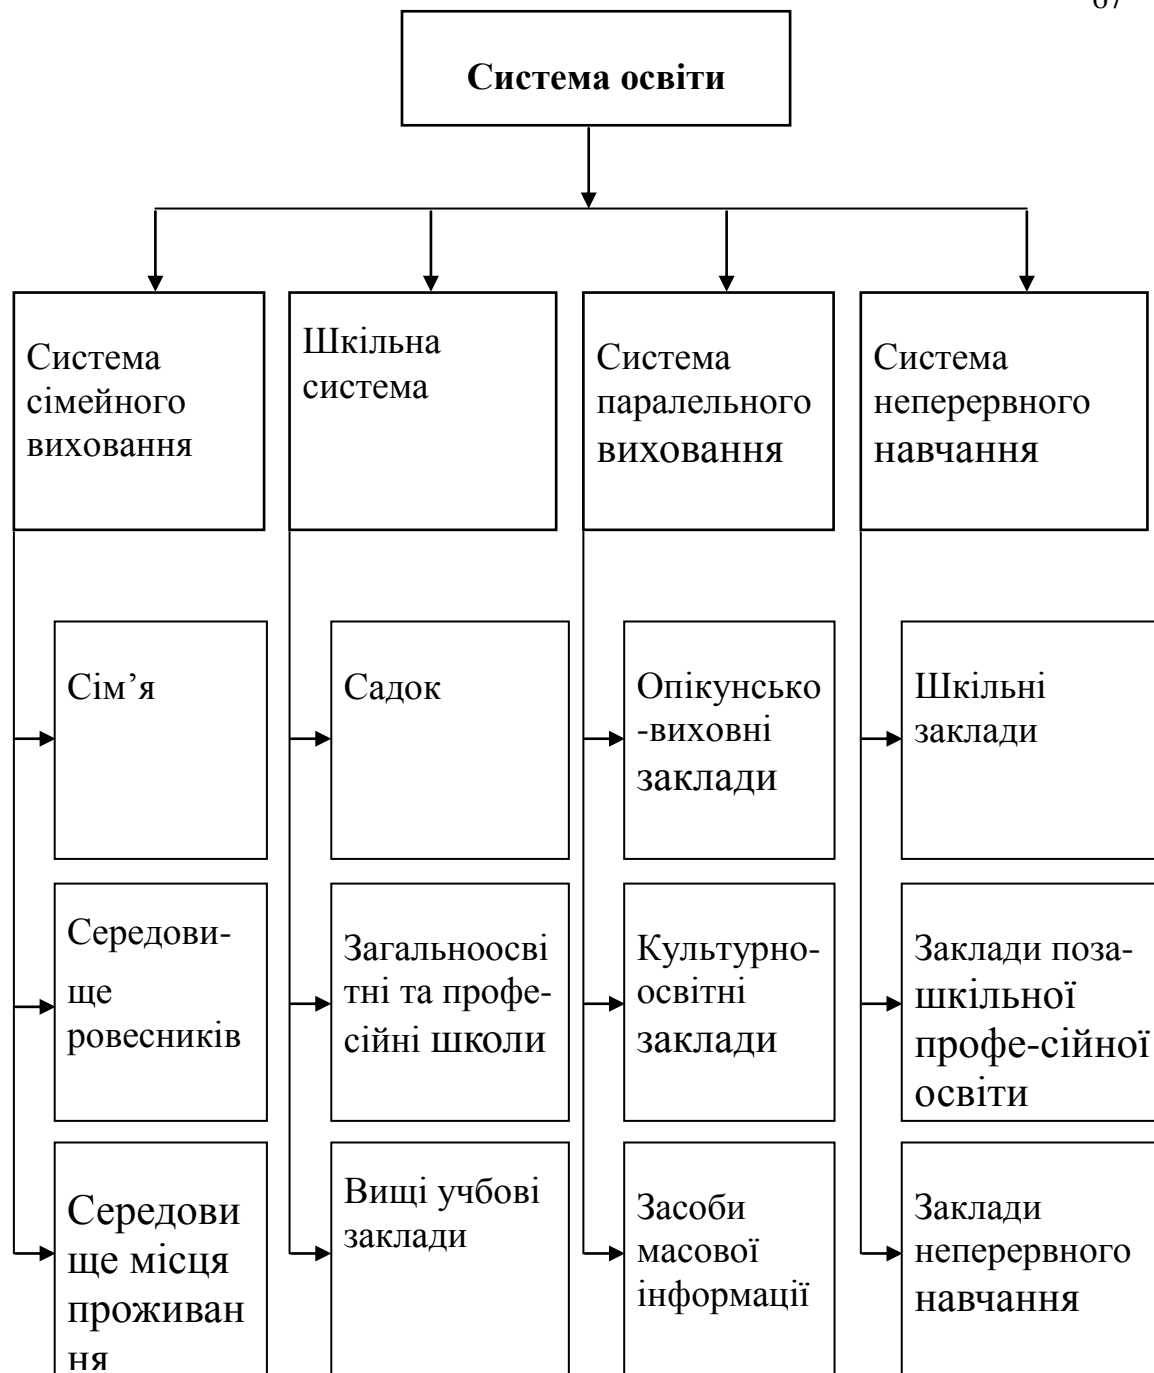 67
Система освіти
Система
сімейного
виховання
Шкільна
система
Система
паралельного
виховання
Система
неперервного
навчання
Сім’я
Садок
Опікунсько
-виховні
заклади
Шкільні
заклади
Середови-
ще
ровесників
Загальноосві
тні та профе-
сійні школи
Культурно-
освітні
заклади
Заклади поза-
шкільної
профе-сійної
освіти
Середови
ще місця
проживан
ня
Вищі учбові
заклади
Засоби
масової
інформації
Заклади
неперервного
навчання